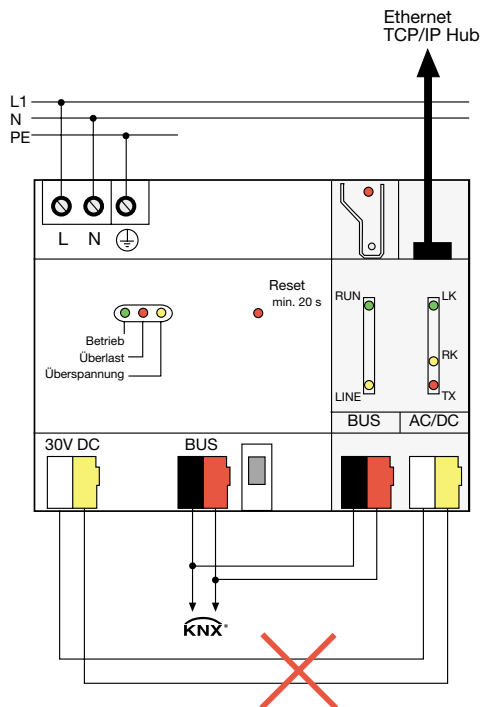 Ethernet
TCP/IP Hub
L1
N
PE
L N
Reset
min. 20 s
RUN
LK
Betrieb
Überlast
Überspannung
RK
LINE
TX
BUS AC/DC
30V DC BUS
KNX®